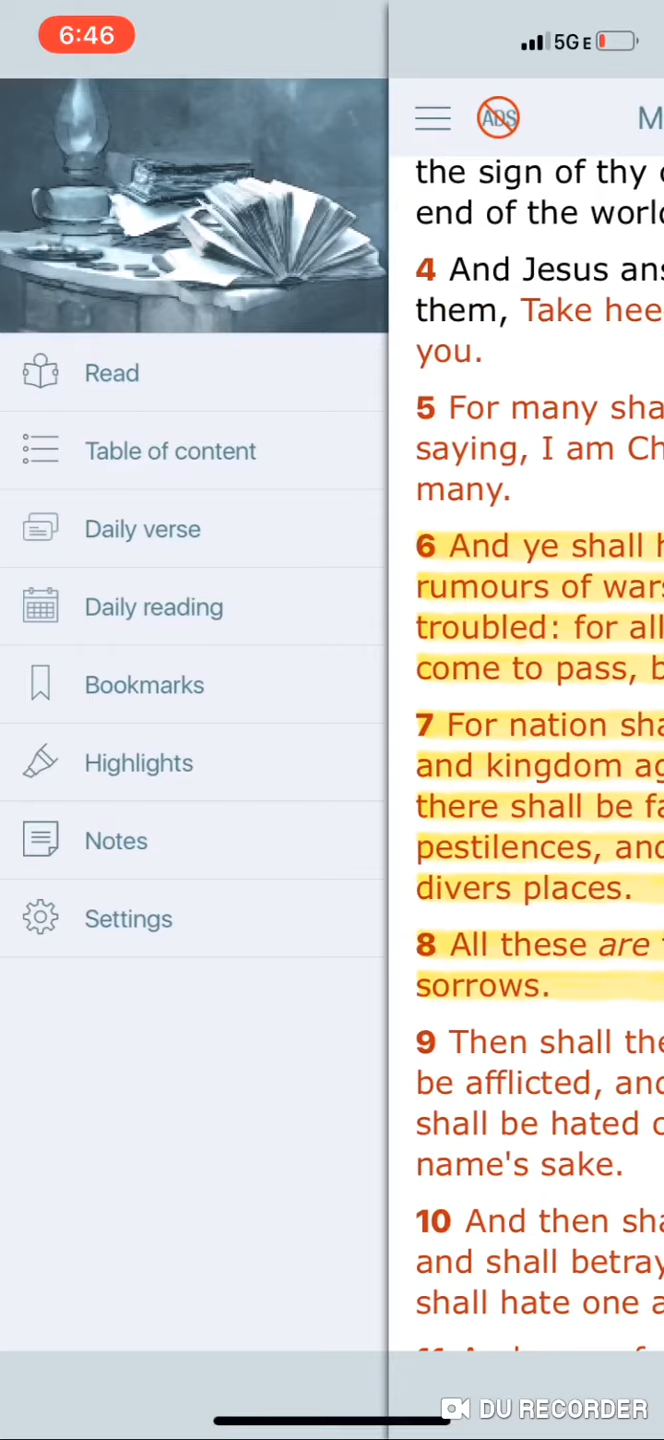 6:46
5G E
ADS
M
Read
Table of content
Daily verse
Daily reading
Bookmarks
Highlights
Notes
Settings
the sign of thy
end of the worl
4 And Jesus ans
them, Take hee
you.
5 For many sha
saying, I am Ch
many.
6 And ye shall h
rumours of wars
troubled: for all
come to pass, b
7 For nation sha
and kingdom ag
there shall be fa
pestilences, and
divers places.
8 All these are
sorrows.
9 Then shall the
be afflicted, and
shall be hated o
name's sake.
10 And then sha
and shall betray
shall hate one a
DU RECORDER